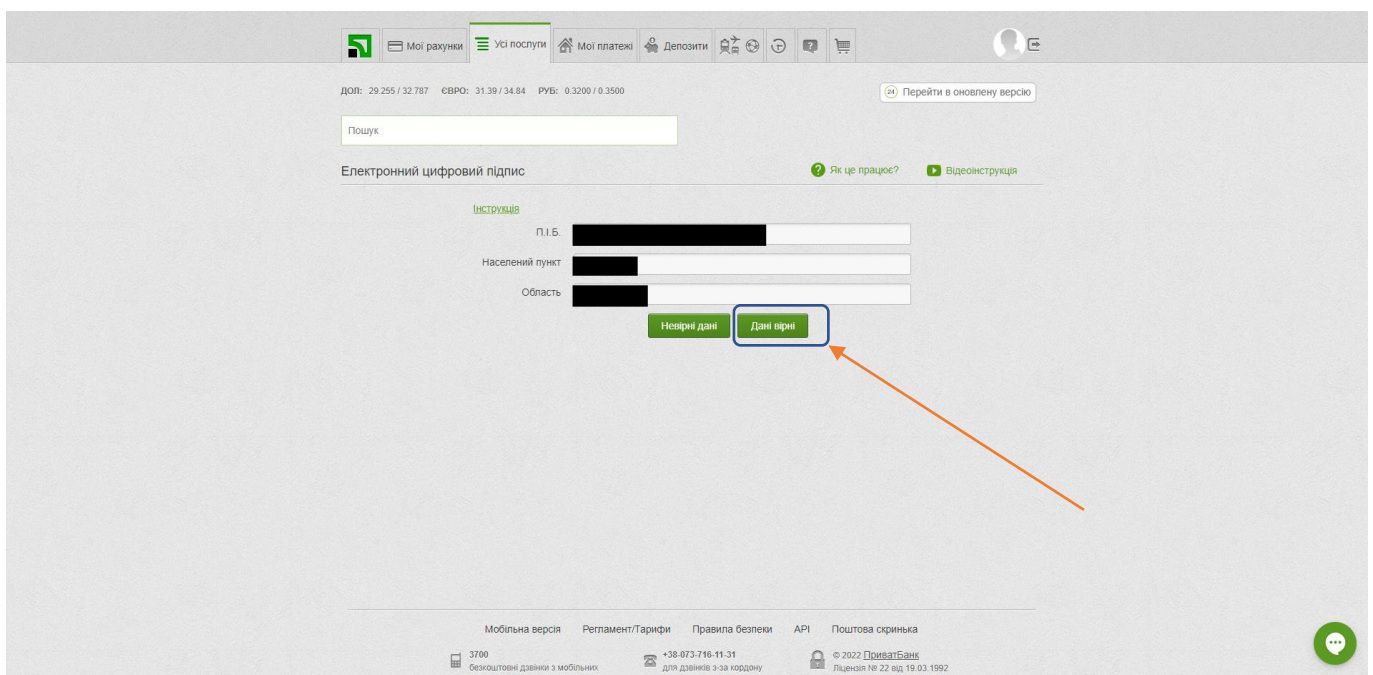 Мої рахунки Усі послуги Мої платежі Депозити
ДОЛ: 29.255 / 32.787 ЄВРО: 31.39 / 34.84 РУБ: 0.3200 / 0.3500 24 Перейти в оновлену версію
Пошук
Електронний цифровий підпис Як це працює? Відеоінструкція
Інструкція
П.І.Б.
Населений пункт
Область
Невірні дані Дані вірні
Мобільна версія Регламент/Тарифи Правила безпеки API Поштова скринька
3700 +38-073-716-11-31 © 2022 ПриватБанк
безкоштовні дзвінки з мобільних для дзвінків з-за кордону Ліцензія № 22 від 19.03.1992